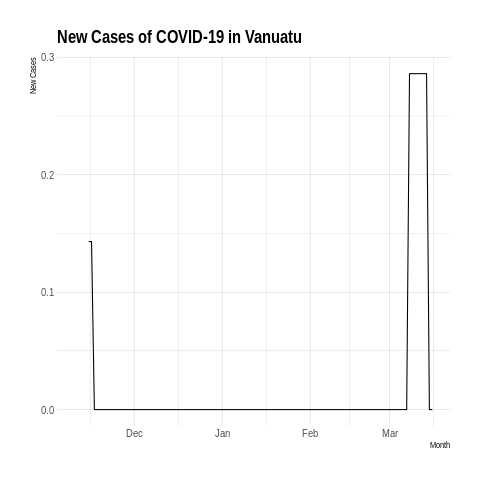 New Cases of COVID-19 in Vanuatu
New Cases
0.3
0.2
0.1
0.0
Dec
Jan
Feb
Mar
Month